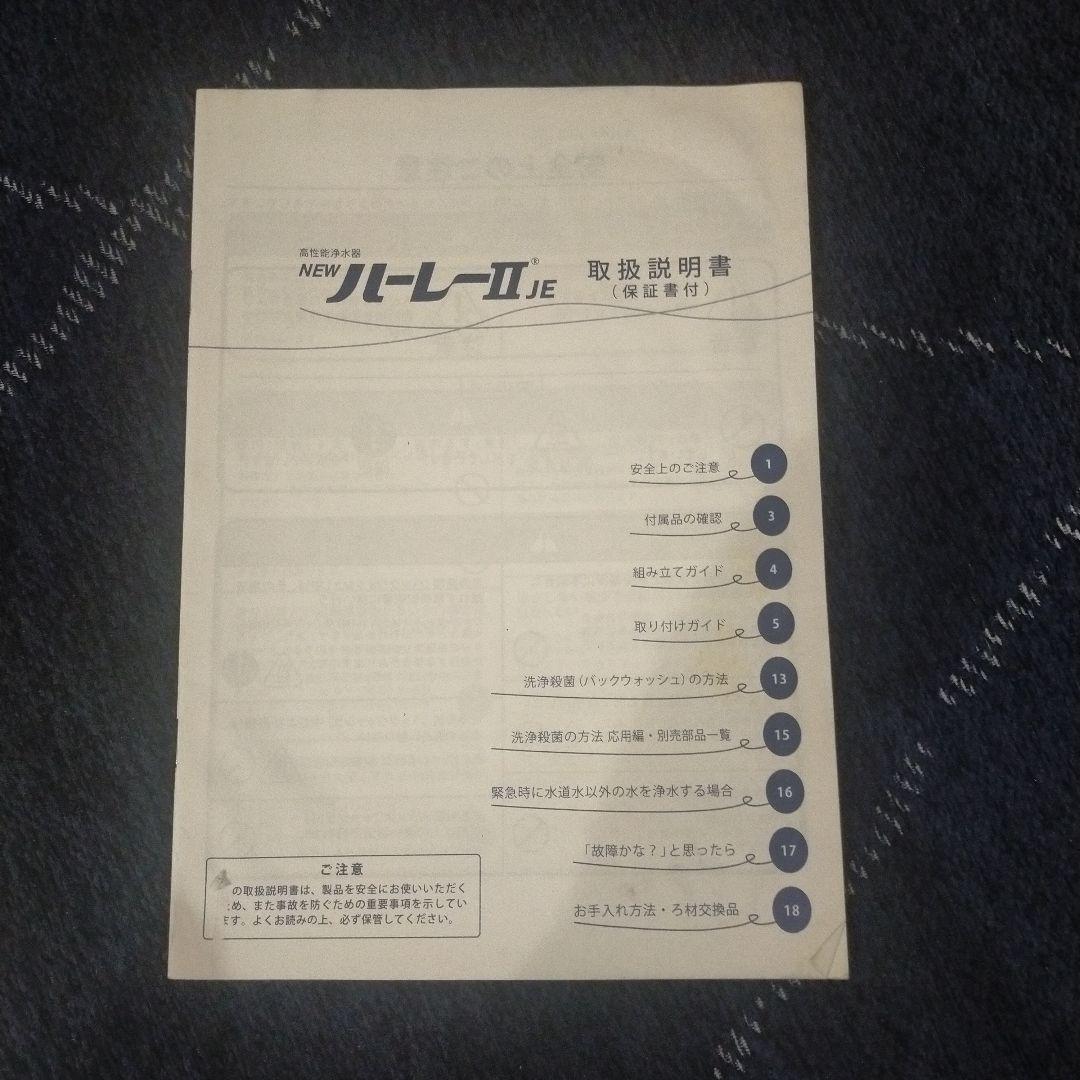 高性能浄水器
NEW ハーレーⅡ® JE
取扱説明書
(保証書付)
安全上のご注意 1
付属品の確認 3
組み立てガイド 4
取り付けガイド 5
洗浄殺菌(バックウォッシュ)の方法 13
洗浄殺菌の方法 応用編・別売部品一覧 15
緊急時に水道水以外の水を浄水する場合 16
「故障かな?」と思ったら 17
お手入れ方法・ろ材交換品 18
ご注意
の取扱説明書は、製品を安全にお使いいただく
め、また事故を防ぐための重要事項を示してい
ます。よくお読みの上、必ず保管してください。